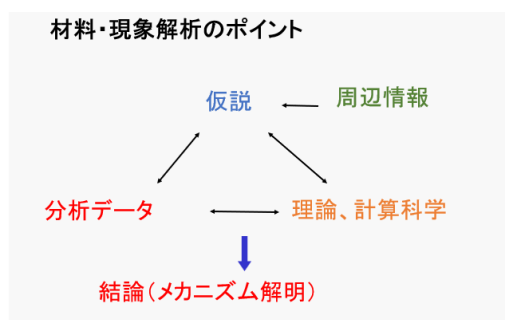 材料・現象解析のポイント
仮説
周辺情報
分析データ
理論、計算科学
結論（メカニズム解明）